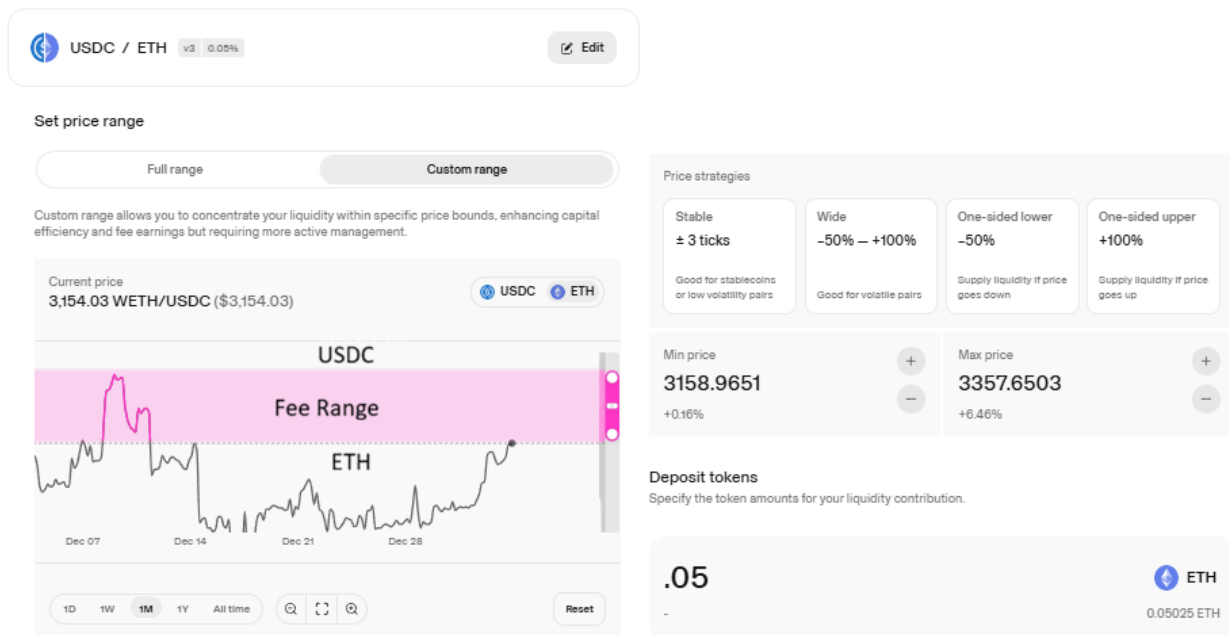 USDC / ETH v3 0.05% Edit
Set price range
Full range Custom range
Custom range allows you to concentrate your liquidity within specific price bounds, enhancing capital
efficiency and fee earnings but requiring more active management.
Current price
3,154.03 WETH/USDC ($3,154.03)
USDC ETH
USDC
Fee Range
ETH
Dec 07 Dec 14 Dec 21 Dec 28
1D 1W 1M 1Y All time Reset
Price strategies
Stable
± 3 ticks
Good for stablecoins
or low volatility pairs
Wide
-50% — +100%
Good for volatile pairs
One-sided lower
-50%
Supply liquidity if price
goes down
One-sided upper
+100%
Supply liquidity if price
goes up
Min price
3158.9651
+0.16%
Max price
3357.6503
+6.46%
Deposit tokens
Specify the token amounts for your liquidity contribution.
.05 ETH
- 0.05025 ETH